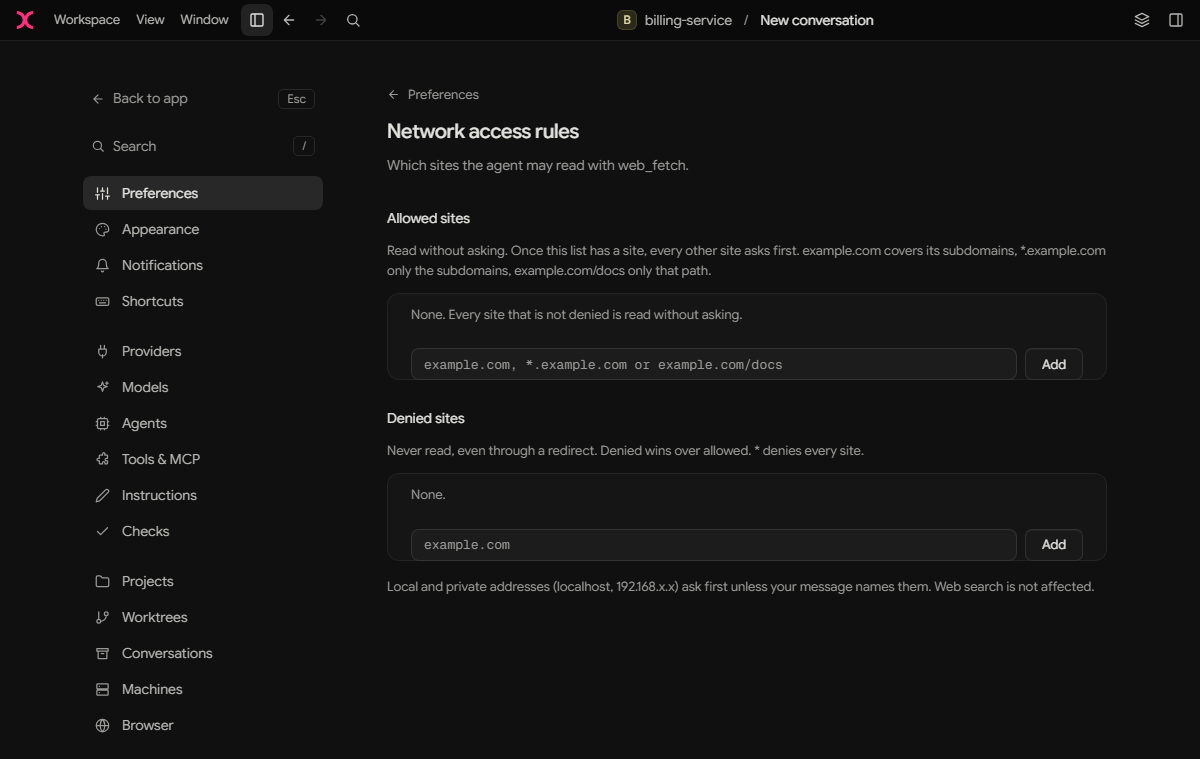 Workspace View Window
B billing-service / New conversation
Back to app Esc
Search /
Preferences
Appearance
Notifications
Shortcuts
Providers
Models
Agents
Tools & MCP
Instructions
Checks
Projects
Worktrees
Conversations
Machines
Browser
Preferences
Network access rules
Which sites the agent may read with web_fetch.
Allowed sites
Read without asking. Once this list has a site, every other site asks first. example.com covers its subdomains, *.example.com
only the subdomains, example.com/docs only that path.
None. Every site that is not denied is read without asking.
example.com, *.example.com or example.com/docs Add
Denied sites
Never read, even through a redirect. Denied wins over allowed. * denies every site.
None.
example.com Add
Local and private addresses (localhost, 192.168.x.x) ask first unless your message names them. Web search is not affected.